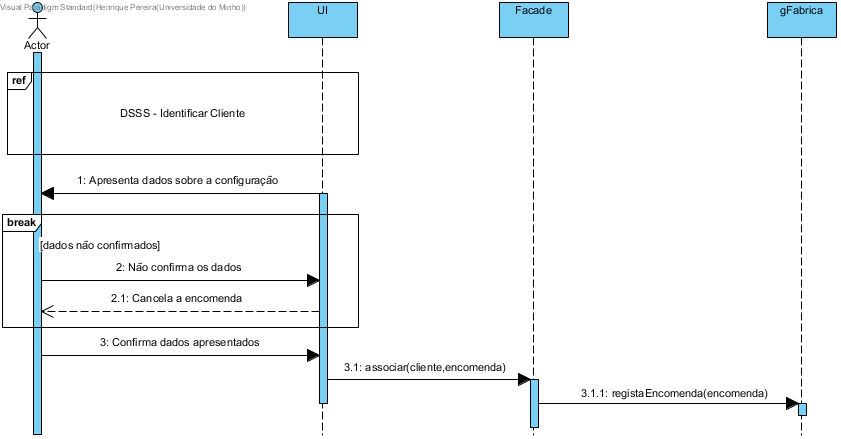 Visual Paradigm Standard(Henrique Pereira(Universidade do Minho))
UI
Facade
gFabrica
Actor
ref
DSSS - Identificar Cliente
1: Apresenta dados sobre a configuração
break
[dados não confirmados]
2: Não confirma os dados
2.1: Cancela a encomenda
3: Confirma dados apresentados
3.1: associar(cliente,encomenda)
3.1.1: registaEncomenda(encomenda)